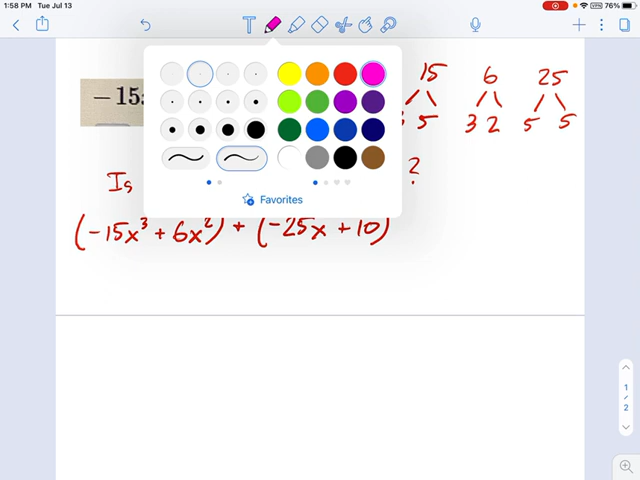 1:58 PM Tue Jul 13
VPN 76%
T
15 6 25
5 3 2 5 5
- 15
Is ?
Favorites
(-15x³ + 6x²) + (-25x + 10)
1
2